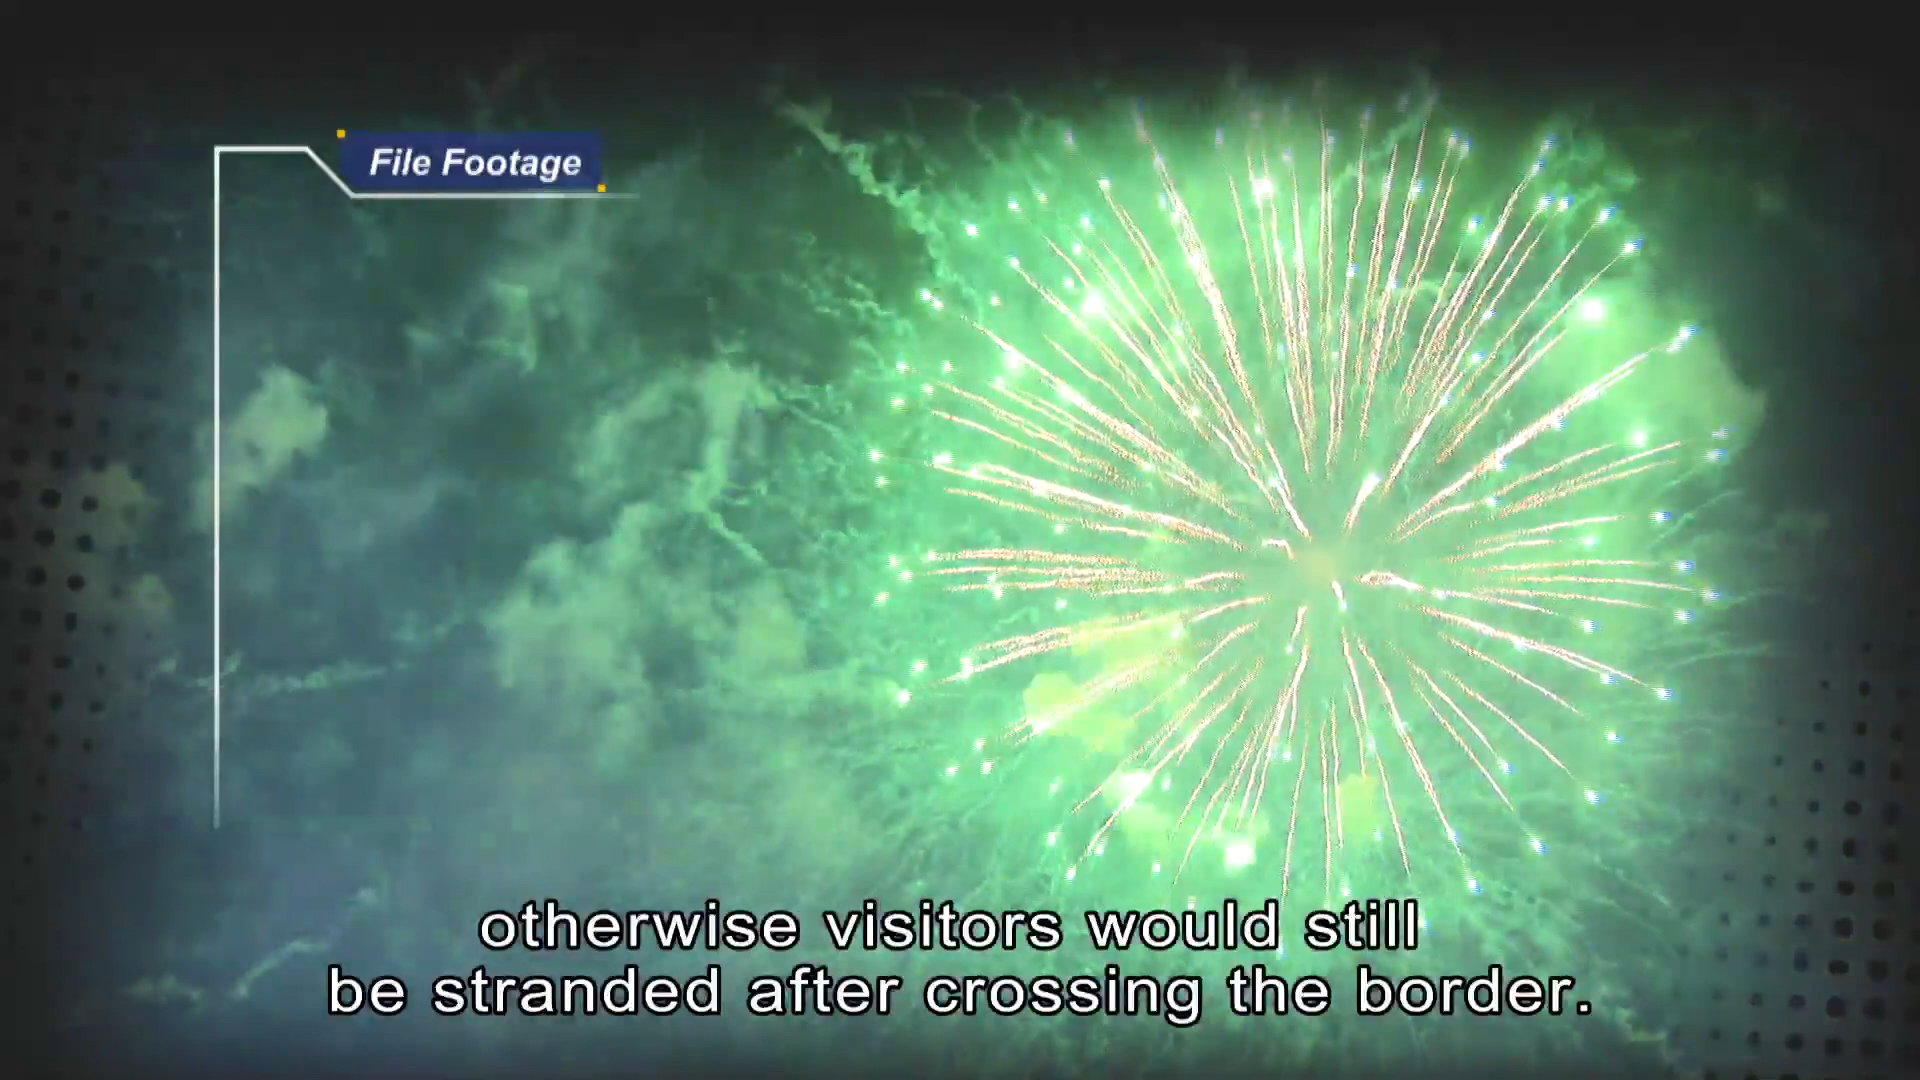 File Footage
otherwise visitors would still
be stranded after crossing the border.